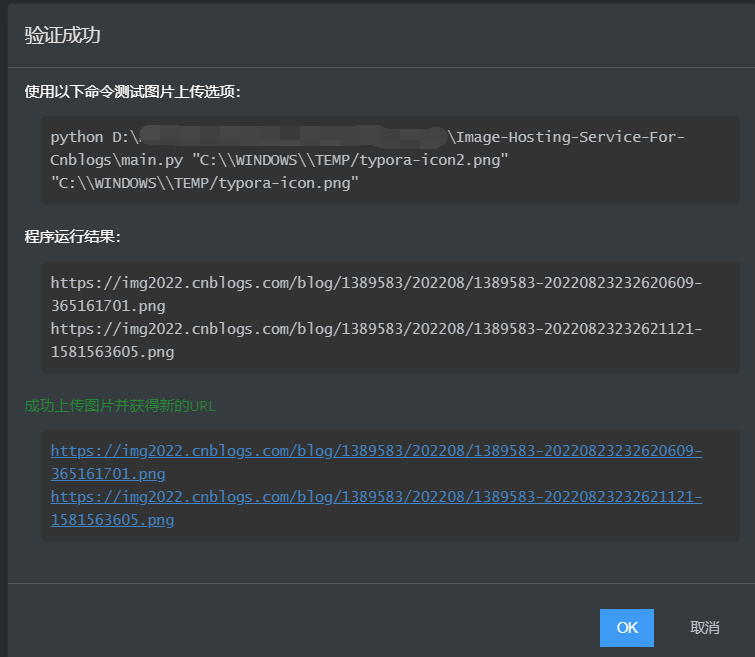 验证成功
使用以下命令测试图片上传选项：
python D:\ \Image-Hosting-Service-For-
Cnblogs\main.py "C:\\WINDOWS\\TEMP/typora-icon2.png"
"C:\\WINDOWS\\TEMP/typora-icon.png"
程序运行结果：
https://img2022.cnblogs.com/blog/1389583/202208/1389583-20220823232620609-
365161701.png
https://img2022.cnblogs.com/blog/1389583/202208/1389583-20220823232621121-
1581563605.png
成功上传图片并获得新的URL
https://img2022.cnblogs.com/blog/1389583/202208/1389583-20220823232620609-
365161701.png
https://img2022.cnblogs.com/blog/1389583/202208/1389583-20220823232621121-
1581563605.png
OK 取消